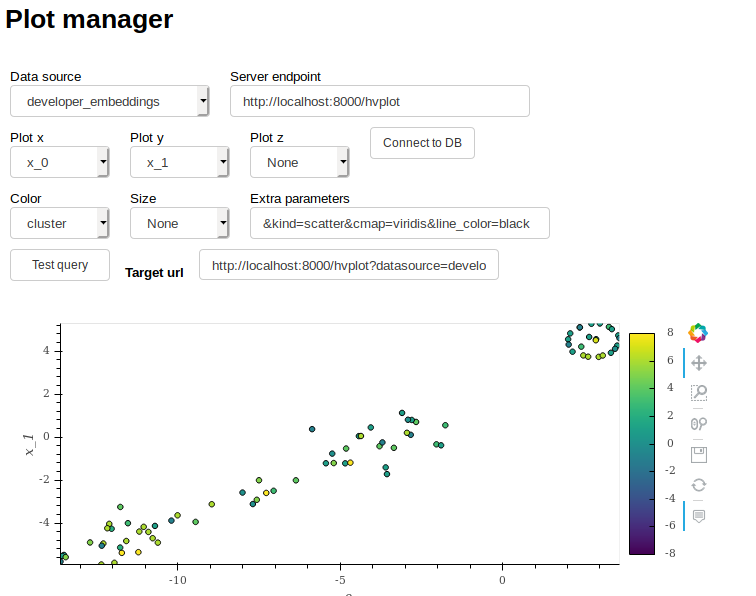 Plot manager
Data source Server endpoint
developer_embeddings http://localhost:8000/hvplot
Plot x Plot y Plot z
x_0 x_1 None Connect to DB
Color Size Extra parameters
cluster None &kind=scatter&cmap=viridis&line_color=black
Test query Target url http://localhost:8000/hvplot?datasource=develo
8
6
4
2
0
-2
-4
-6
-8
4
2
0
-2
-4
x_1
-10 -5 0